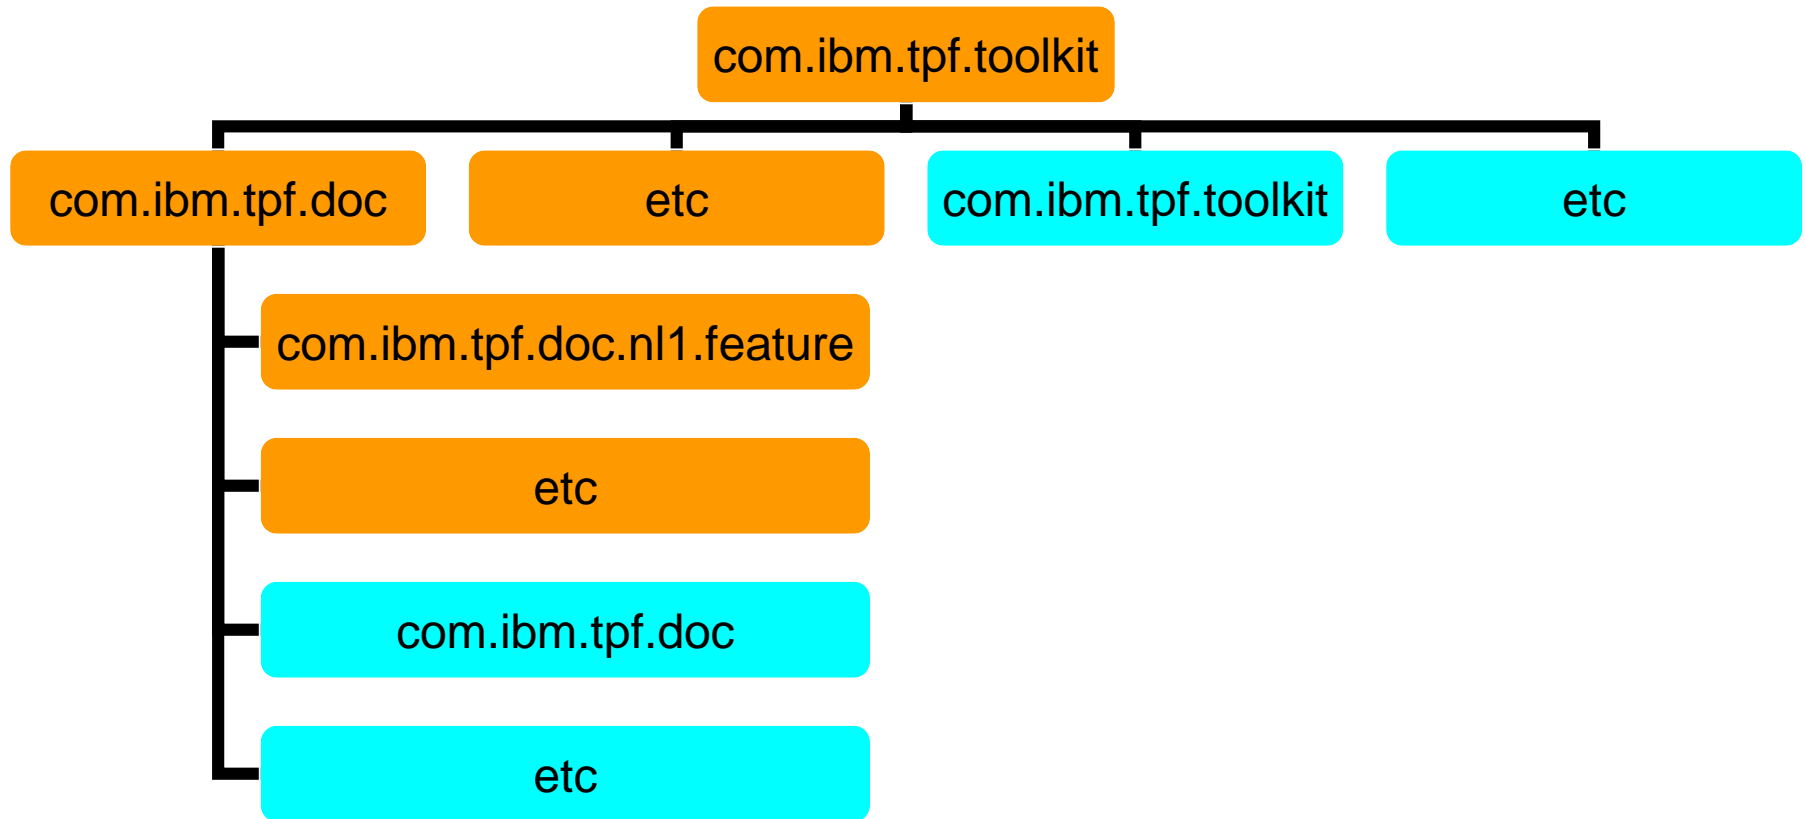 com.ibm.tpf.toolkit
com.ibm.tpf.doc
etc
com.ibm.tpf.toolkit
etc
com.ibm.tpf.doc.nl1.feature
etc
com.ibm.tpf.doc
etc